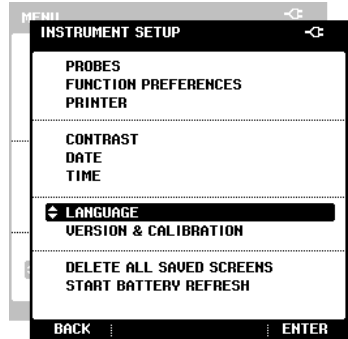 MENU
INSTRUMENT SETUP
PROBES
FUNCTION PREFERENCES
PRINTER
CONTRAST
DATE
TIME
LANGUAGE
VERSION & CALIBRATION
DELETE ALL SAVED SCREENS
START BATTERY REFRESH
BACK
ENTER